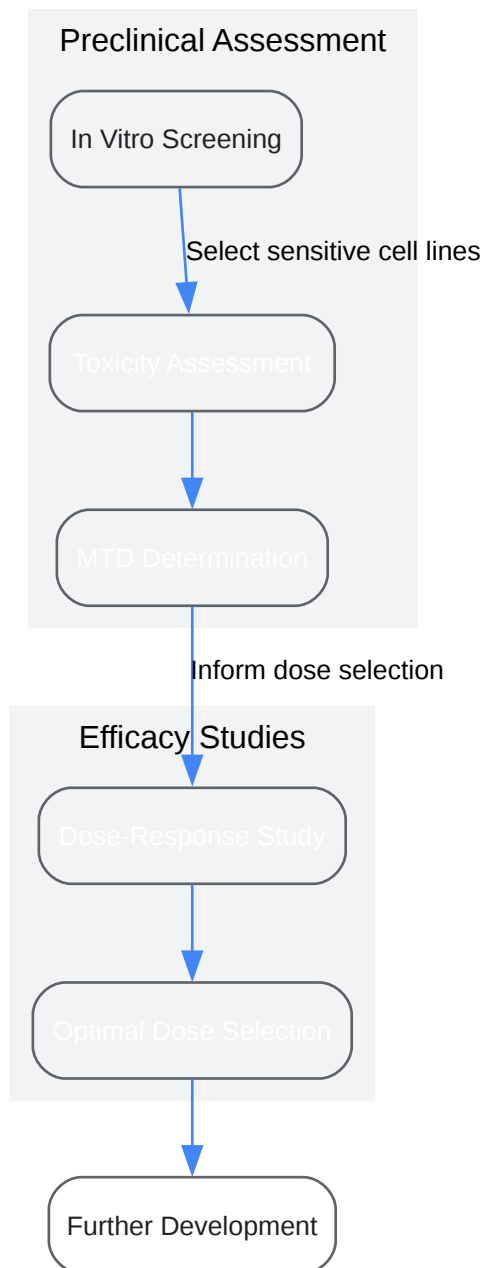 Preclinical Assessment
In Vitro Screening
Select sensitive cell lines
Toxicity Assessment
MTD Determination
Inform dose selection
Efficacy Studies
Dose-Response Study
Optimal Dose Selection
Further Development